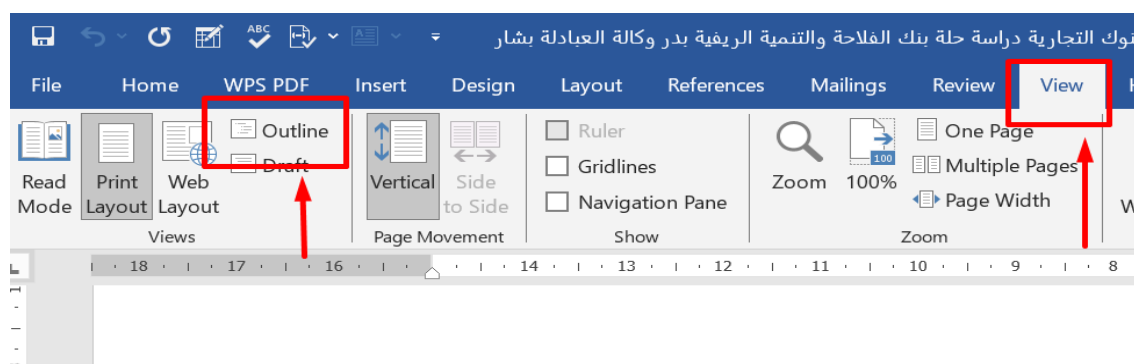 ABC
نوك التجارية دراسة حلة بنك الفلاحة والتنمية الريفية بدر وكالة العبادلة بشار
File Home WPS PDF Insert Design Layout References Mailings Review View
Outline
Draft
Read Mode
Print Layout
Web Layout
Views
Vertical
Side to Side
Page Movement
Ruler
Gridlines
Navigation Pane
Show
Zoom
100
100%
One Page
Multiple Pages
Page Width
Zoom
18 17 16 14 13 12 11 10 9 8